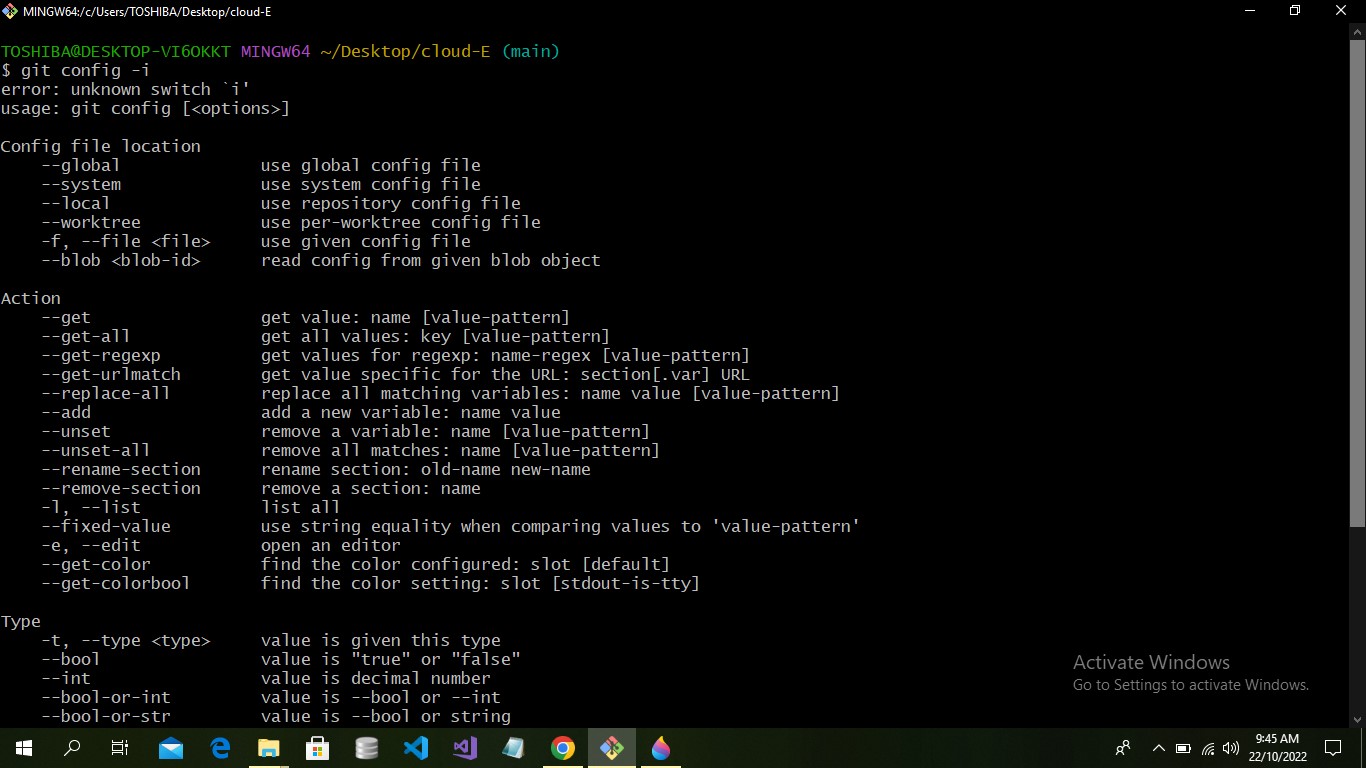 MINGW64:/c/Users/TOSHIBA/Desktop/cloud-E
TOSHIBA@DESKTOP-VI6OKKT MINGW64 ~/Desktop/cloud-E (main)
$ git config -i
error: unknown switch `i'
usage: git config [<options>]
Config file location
--global use global config file
--system use system config file
--local use repository config file
--worktree use per-worktree config file
-f, --file <file> use given config file
--blob <blob-id> read config from given blob object
Action
--get get value: name [value-pattern]
--get-all get all values: key [value-pattern]
--get-regexp get values for regexp: name-regex [value-pattern]
--get-urlmatch get value specific for the URL: section[.var] URL
--replace-all replace all matching variables: name value [value-pattern]
--add add a new variable: name value
--unset remove a variable: name [value-pattern]
--unset-all remove all matches: name [value-pattern]
--rename-section rename section: old-name new-name
--remove-section remove a section: name
-l, --list list all
--fixed-value use string equality when comparing values to 'value-pattern'
-e, --edit open an editor
--get-color find the color configured: slot [default]
--get-colorbool find the color setting: slot [stdout-is-tty]
Type
-t, --type <type> value is given this type
--bool value is "true" or "false"
--int value is decimal number
--bool-or-int value is --bool or --int
--bool-or-str value is --bool or string
Activate Windows
Go to Settings to activate Windows.
9:45 AM
22/10/2022